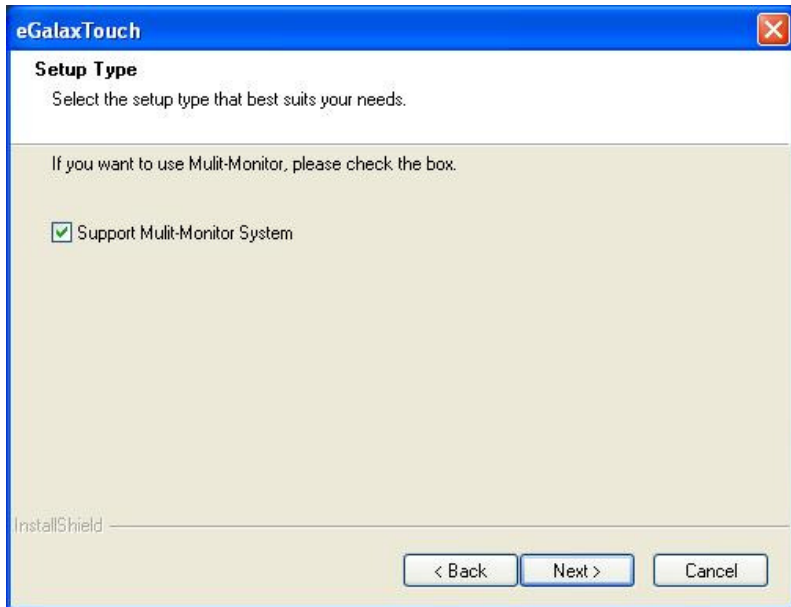 eGalaxTouch
Setup Type
Select the setup type that best suits your needs.
If you want to use Mulit-Monitor, please check the box.
Support Mulit-Monitor System
InstallShield
< Back
Next >
Cancel